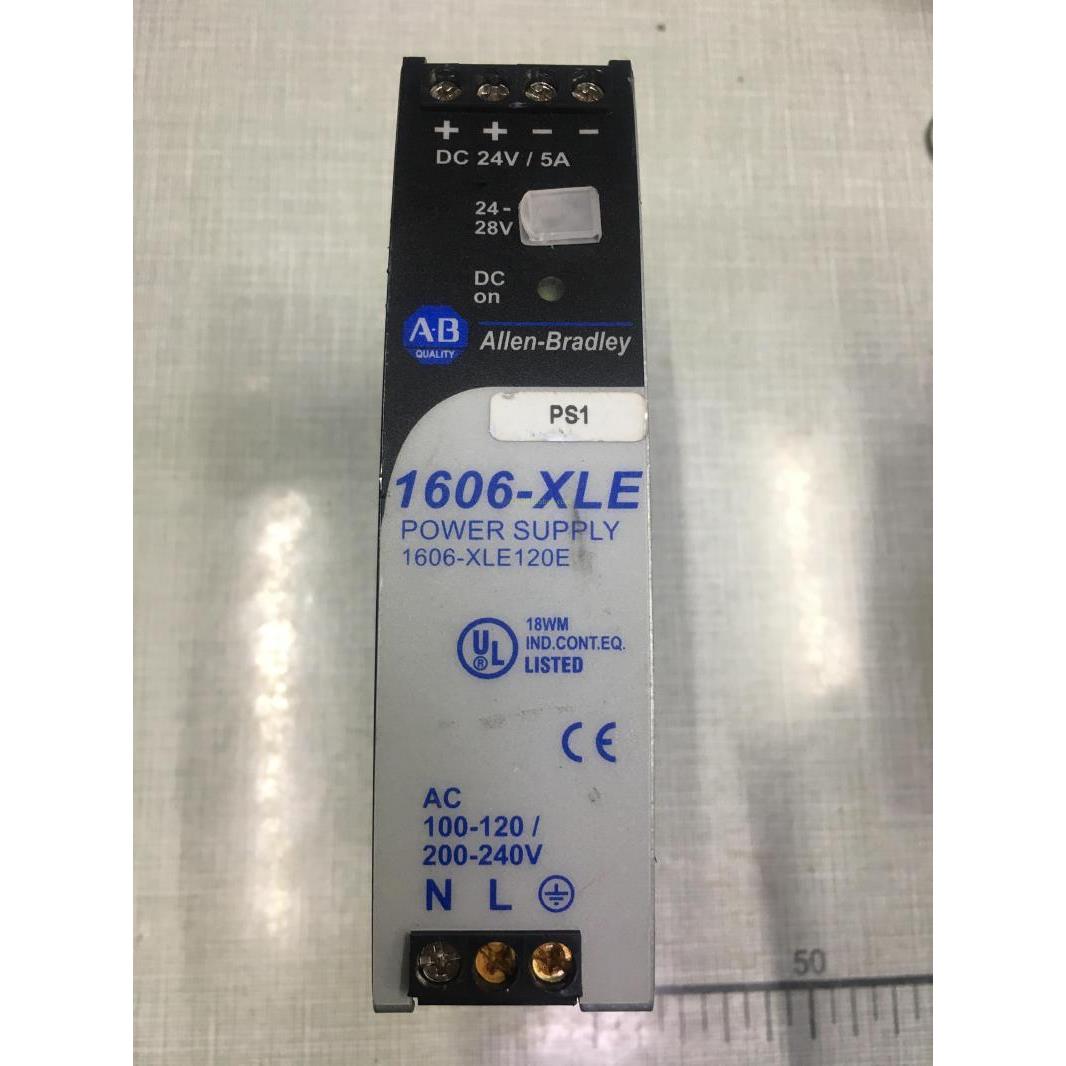 + + − −
DC 24V / 5A
24-
28V
DC
on
A-B
QUALITY
Allen-Bradley
PS1
1606-XLE
POWER SUPPLY
1606-XLE120E
UL
®
18WM
IND.CONT.EQ.
LISTED
CE
AC
100-120 /
200-240V
N L
50